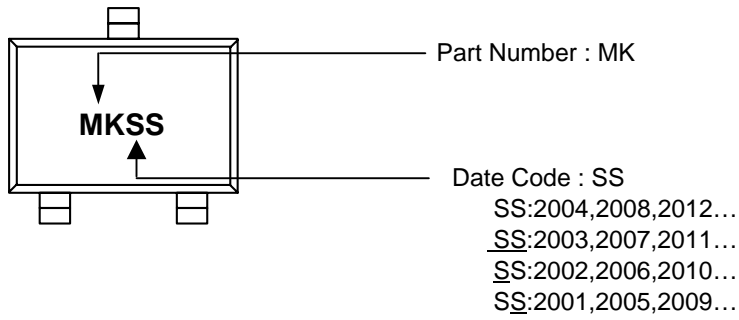 Part Number : MK
MKSS
Date Code : SS
SS:2004,2008,2012…
SS:2003,2007,2011…
SS:2002,2006,2010…
SS:2001,2005,2009…